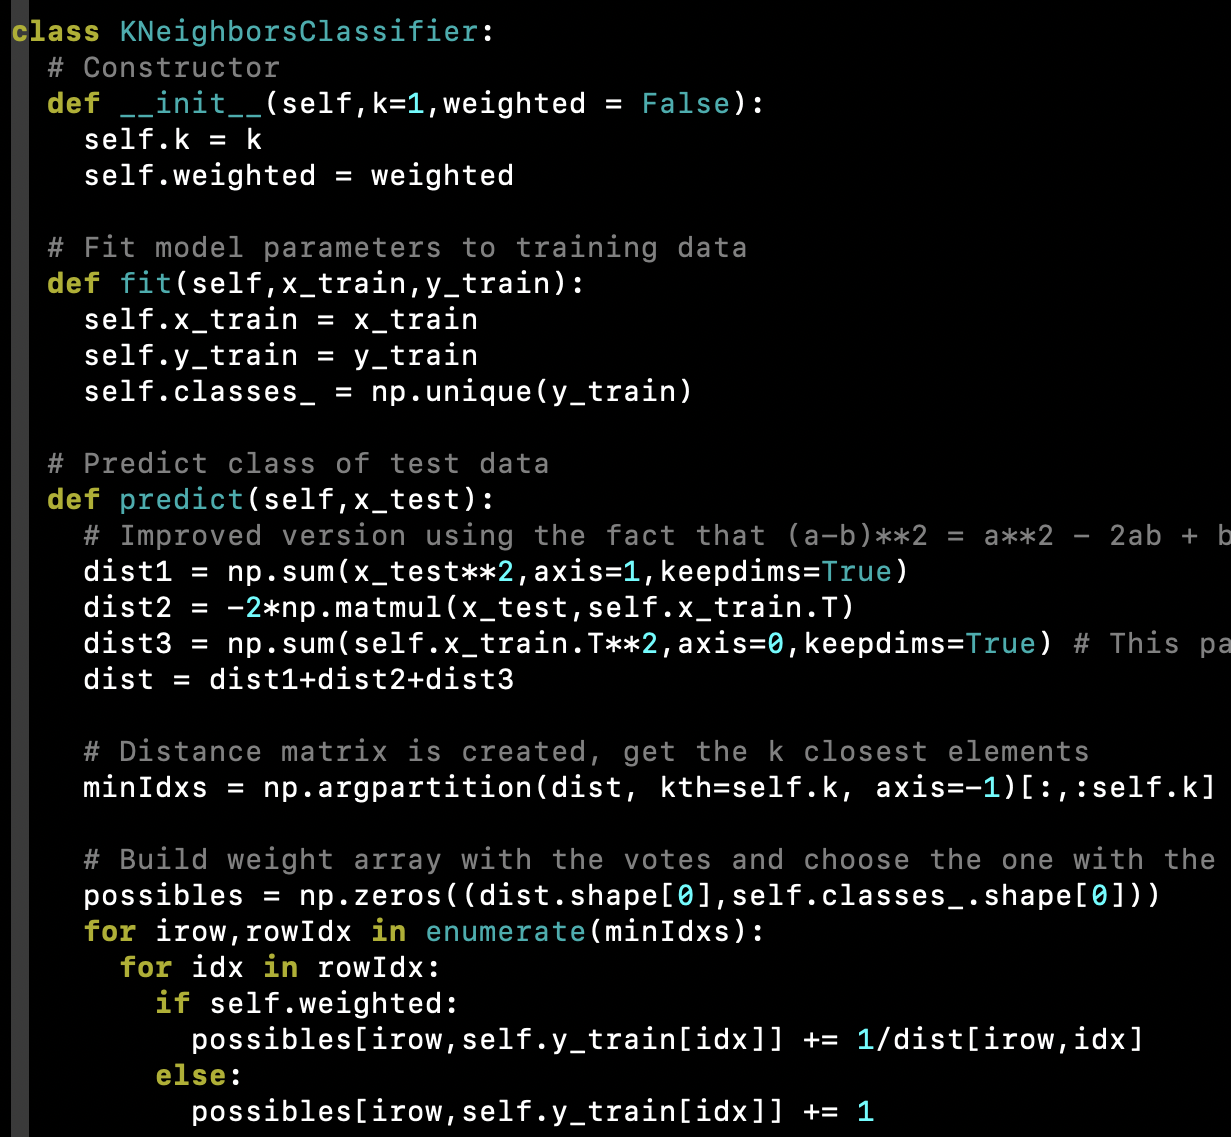 class KNeighborsClassifier:
  # Constructor
  def __init__(self,k=1,weighted = False):
    self.k = k
    self.weighted = weighted

  # Fit model parameters to training data
  def fit(self,x_train,y_train):
    self.x_train = x_train
    self.y_train = y_train
    self.classes_ = np.unique(y_train)

  # Predict class of test data
  def predict(self,x_test):
    # Improved version using the fact that (a-b)**2 = a**2 - 2ab + b
    dist1 = np.sum(x_test**2,axis=1,keepdims=True)
    dist2 = -2*np.matmul(x_test,self.x_train.T)
    dist3 = np.sum(self.x_train.T**2,axis=0,keepdims=True) # This pa
    dist = dist1+dist2+dist3

    # Distance matrix is created, get the k closest elements
    minIdxs = np.argpartition(dist, kth=self.k, axis=-1)[:,:self.k]

    # Build weight array with the votes and choose the one with the
    possibles = np.zeros((dist.shape[0],self.classes_.shape[0]))
    for irow,rowIdx in enumerate(minIdxs):
      for idx in rowIdx:
        if self.weighted:
          possibles[irow,self.y_train[idx]] += 1/dist[irow,idx]
        else:
          possibles[irow,self.y_train[idx]] += 1